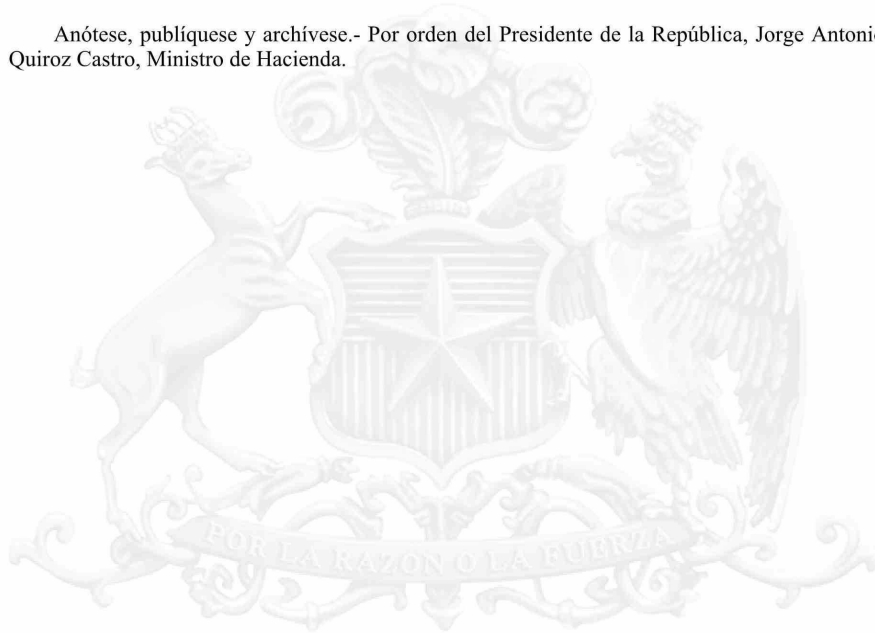 Anótese, publíquese y archívese.- Por orden del Presidente de la República, Jorge Antonio
Quiroz Castro, Ministro de Hacienda.
POR LA RAZÓN O LA FUERZA